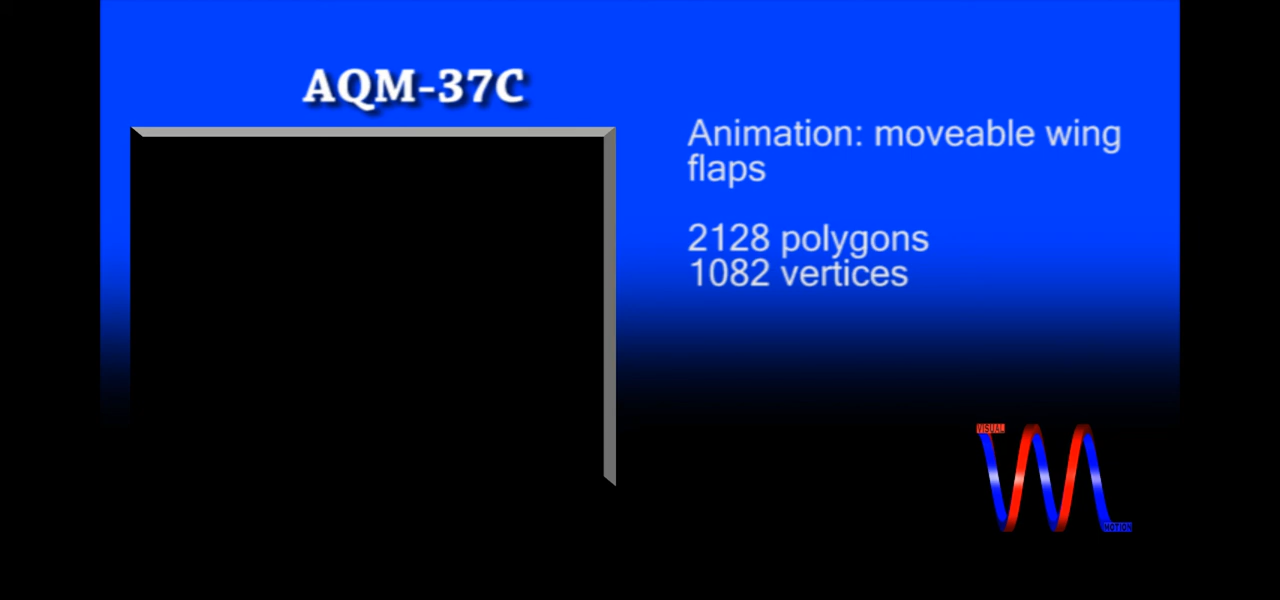 AQM-37C
Animation: moveable wing
flaps
2128 polygons
1082 vertices
VISUAL
MOTION